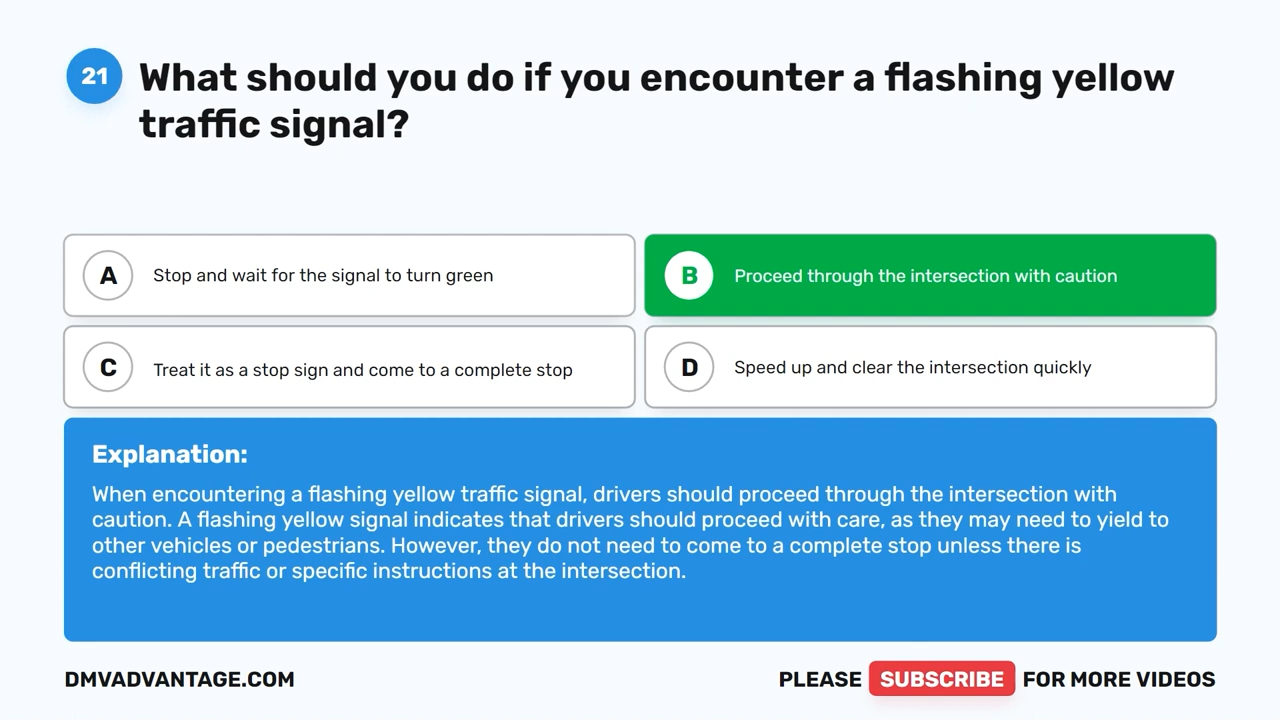 21
What should you do if you encounter a flashing yellow
traffic signal?
A
Stop and wait for the signal to turn green
B
Proceed through the intersection with caution
C
Treat it as a stop sign and come to a complete stop
D
Speed up and clear the intersection quickly
Explanation:
When encountering a flashing yellow traffic signal, drivers should proceed through the intersection with
caution. A flashing yellow signal indicates that drivers should proceed with care, as they may need to yield to
other vehicles or pedestrians. However, they do not need to come to a complete stop unless there is
conflicting traffic or specific instructions at the intersection.
DMVADVANTAGE.COM
PLEASE SUBSCRIBE FOR MORE VIDEOS